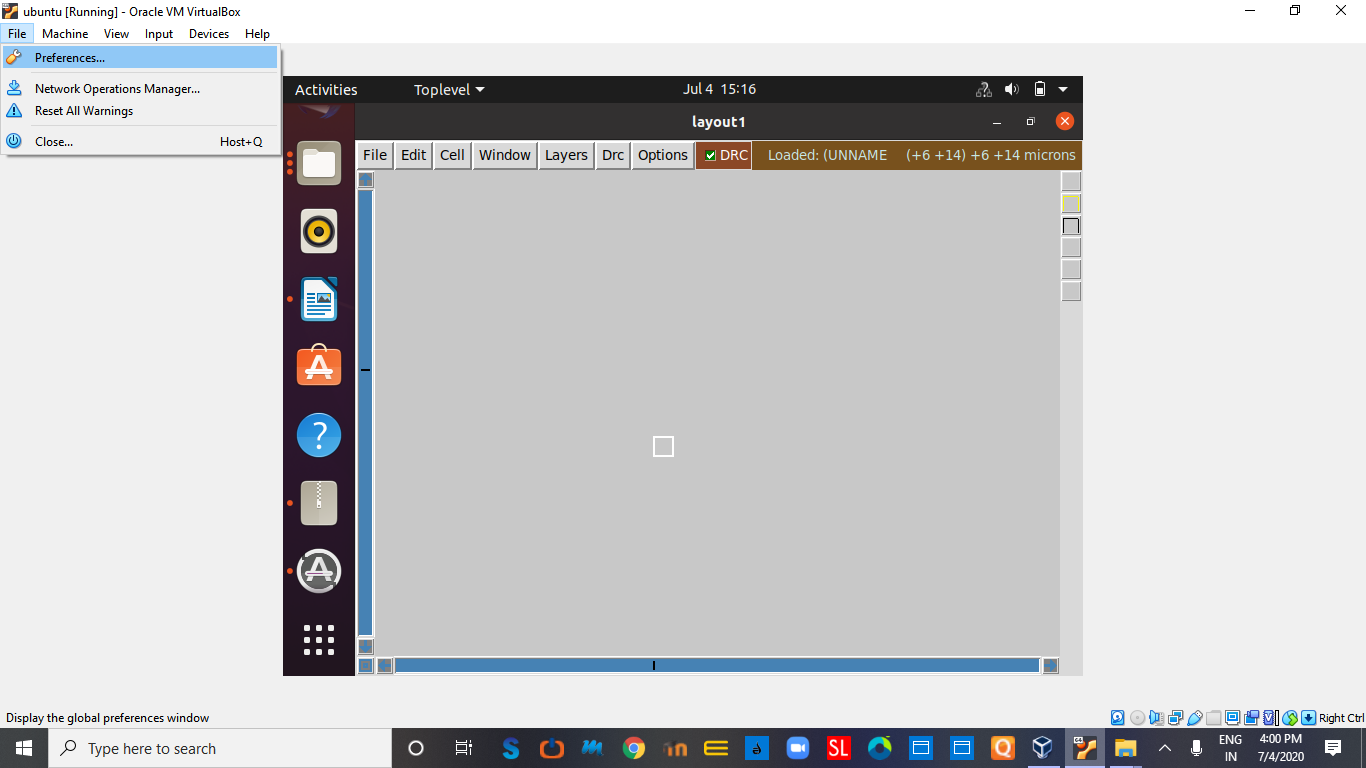 ubuntu [Running] - Oracle VM VirtualBox
File Machine View Input Devices Help
Preferences...
Network Operations Manager...
Reset All Warnings
Close... Host+Q
Activities Toplevel Jul 4 15:16
layout1
File Edit Cell Window Layers Drc Options DRC Loaded: (UNNAME (+6 +14) +6 +14 microns
Display the global preferences window
Right Ctrl
Type here to search
S m in SL Q
ENG
IN
4:00 PM
7/4/2020